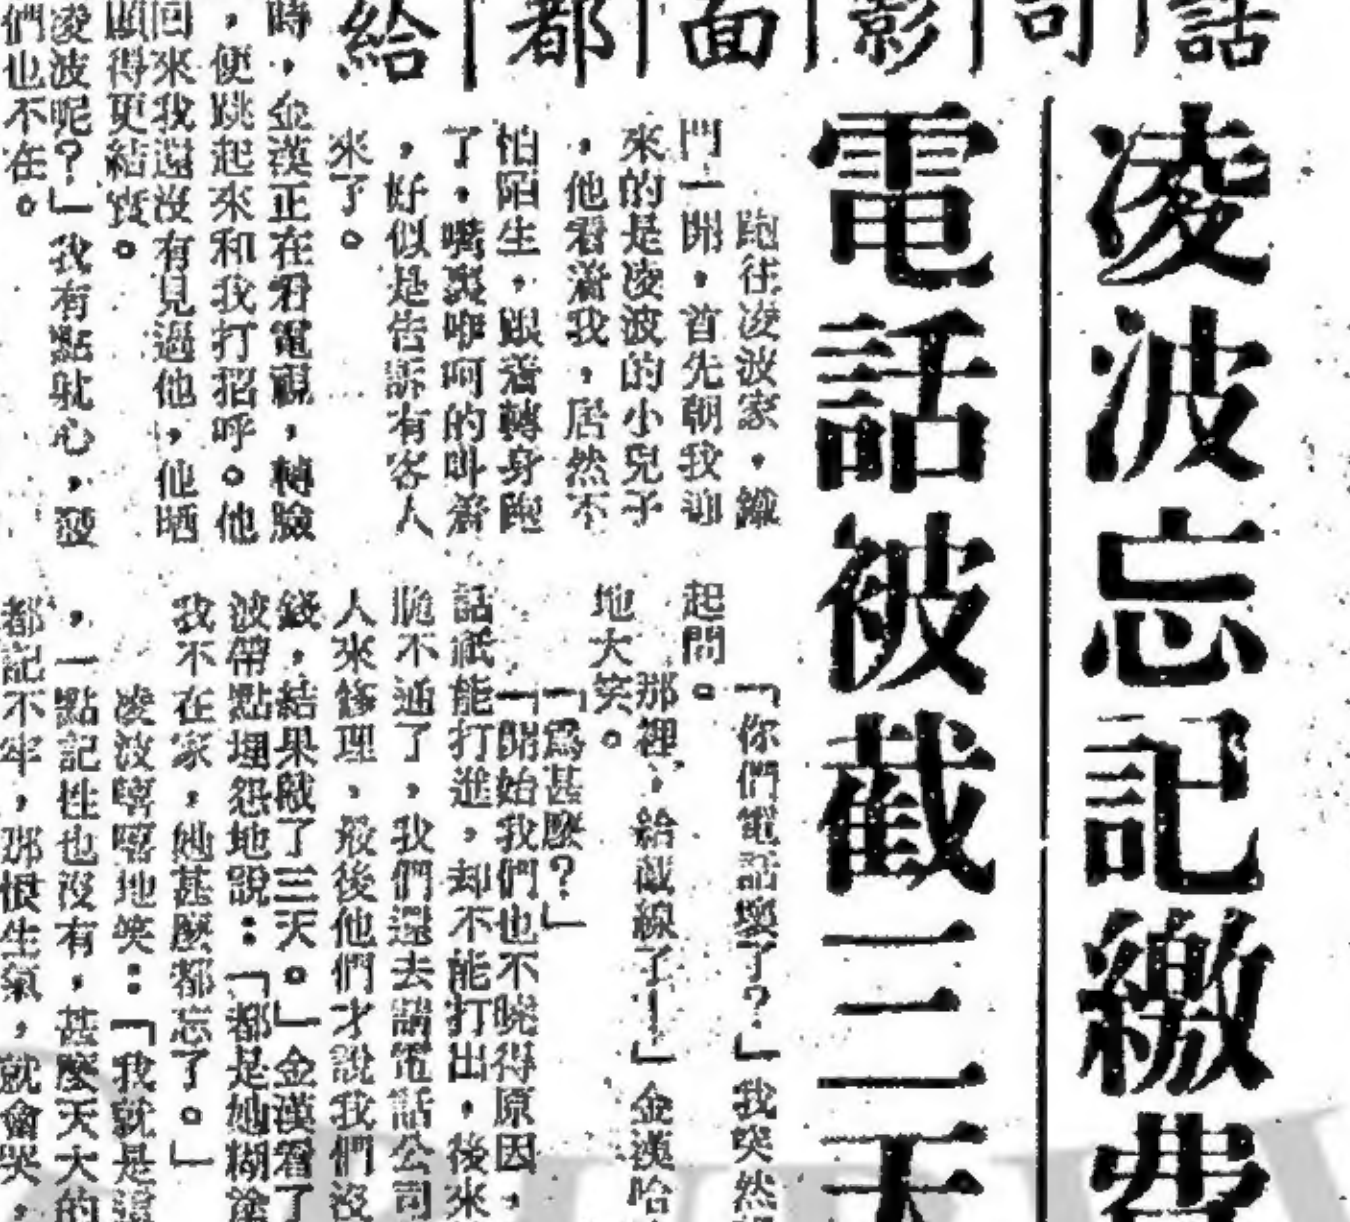 話
司
影
面
都
給
凌波忘記繳費
電話被截三天
跑往凌波家,鐵
門一開,首先朝我迎
來的是凌波的小兒子
,他看着我,居然不
怕陌生,跟着轉身跑
了,嘴裏咿呵的叫着
,好似是告訴有客人
來了。
時,金漢正在看電視,轉臉
,便跳起來和我打招呼。他
回來我還沒有見過他,他晒
顯得更結實。
凌波呢?」我有點耽心,
們也不在。
「你們電話壞了?」我突然
起問。
那裡,給截線了!」金漢哈
地大笑。
「爲甚麼?」
「開始我們也不曉得原因,
話祇能打進,却不能打出,後來
脆不通了,我們還去請電話公司
人來修理,最後他們才說我們沒
錢,結果截了三天。」金漢看了
波帶點埋怨地說:「都是她糊塗
我不在家,她甚麼都忘了。」
凌波嘻嘻地笑:「我就是這
,一點記性也沒有,甚麼天大的
都記不牢,那恨生氣,就會哭,